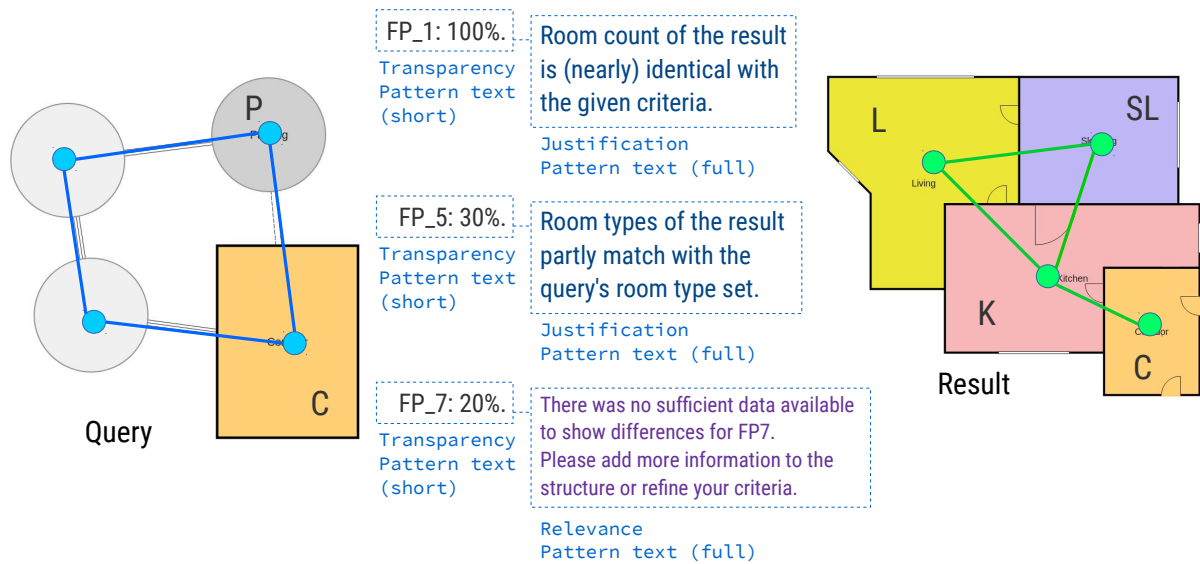 P
C
Query
FP_1: 100%.
Transparency
Pattern text
(short)
Room count of the result
is (nearly) identical with
the given criteria.
Justification
Pattern text (full)
FP_5: 30%.
Transparency
Pattern text
(short)
Room types of the result
partly match with the
query's room type set.
Justification
Pattern text (full)
FP_7: 20%.
Transparency
Pattern text
(short)
There was no sufficient data available
to show differences for FP7.
Please add more information to the
structure or refine your criteria.
Relevance
Pattern text (full)
L
SL
Living
Kitchen
K
C
Result